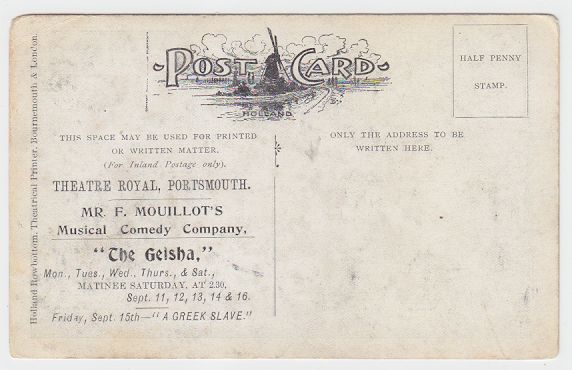 POST CARD
HOLLAND
HALF PENNY
STAMP.
THIS SPACE MAY BE USED FOR PRINTED
OR WRITTEN MATTER.
(For Inland Postage only).
ONLY THE ADDRESS TO BE
WRITTEN HERE.
THEATRE ROYAL, PORTSMOUTH.
MR. F. MOUILLOT'S
Musical Comedy Company,
"The Geisha,"
Mon., Tues., Wed., Thurs., & Sat.,
MATINEE SATURDAY, AT 2.30,
Sept. 11, 12, 13, 14 & 16.
Friday, Sept. 15th—"A GREEK SLAVE."
Holland Rowbottom, Theatrical Printer, Bournemouth & London